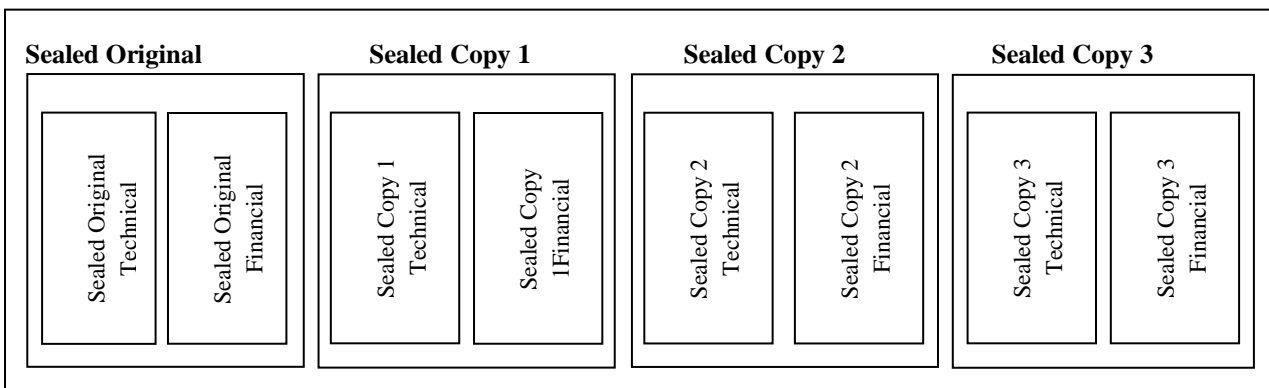 Sealed Original
Sealed Copy 1
Sealed Copy 2
Sealed Copy 3
Sealed Original
Technical
Sealed Original
Financial
Sealed Copy 1
Technical
Sealed Copy
1Financial
Sealed Copy 2
Technical
Sealed Copy 2
Financial
Sealed Copy 3
Technical
Sealed Copy 3
Financial